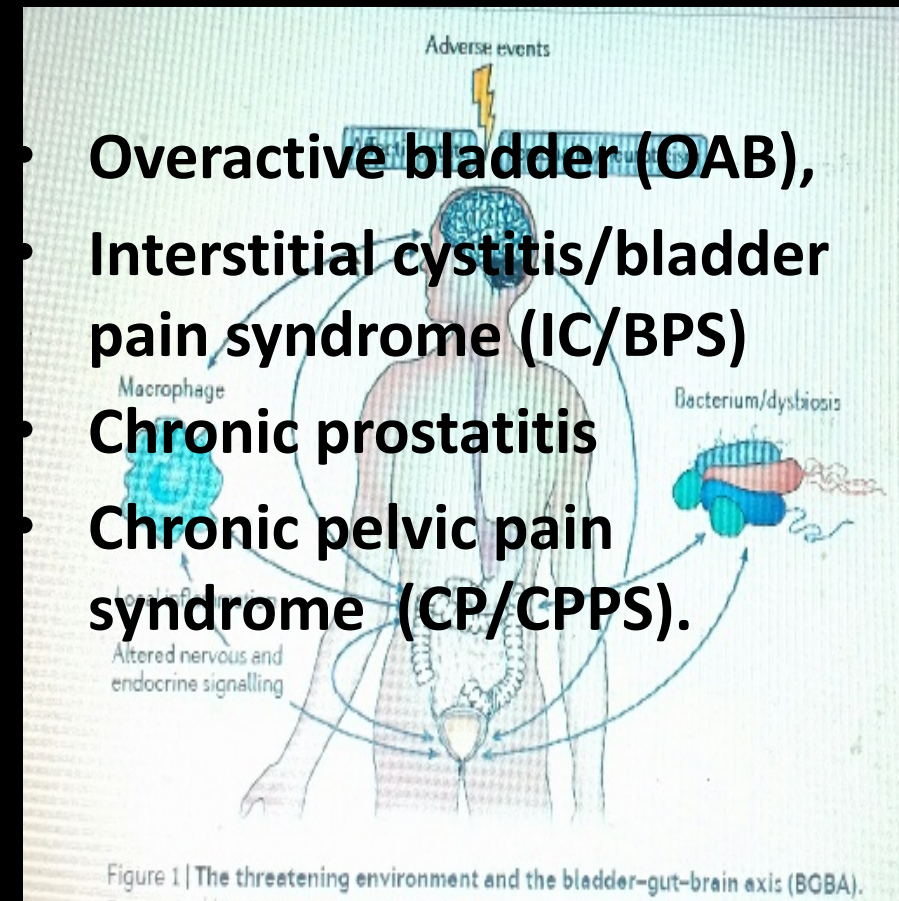 Adverse events
• Overactive bladder (OAB),
• Interstitial cystitis/bladder
pain syndrome (IC/BPS)
Macrophage
Bacterium/dysbiosis
• Chronic prostatitis
• Chronic pelvic pain
syndrome (CP/CPPS).
Local inflammation
Altered nervous and
endocrine signalling
Figure 1 | The threatening environment and the bladder–gut–brain axis (BGBA).